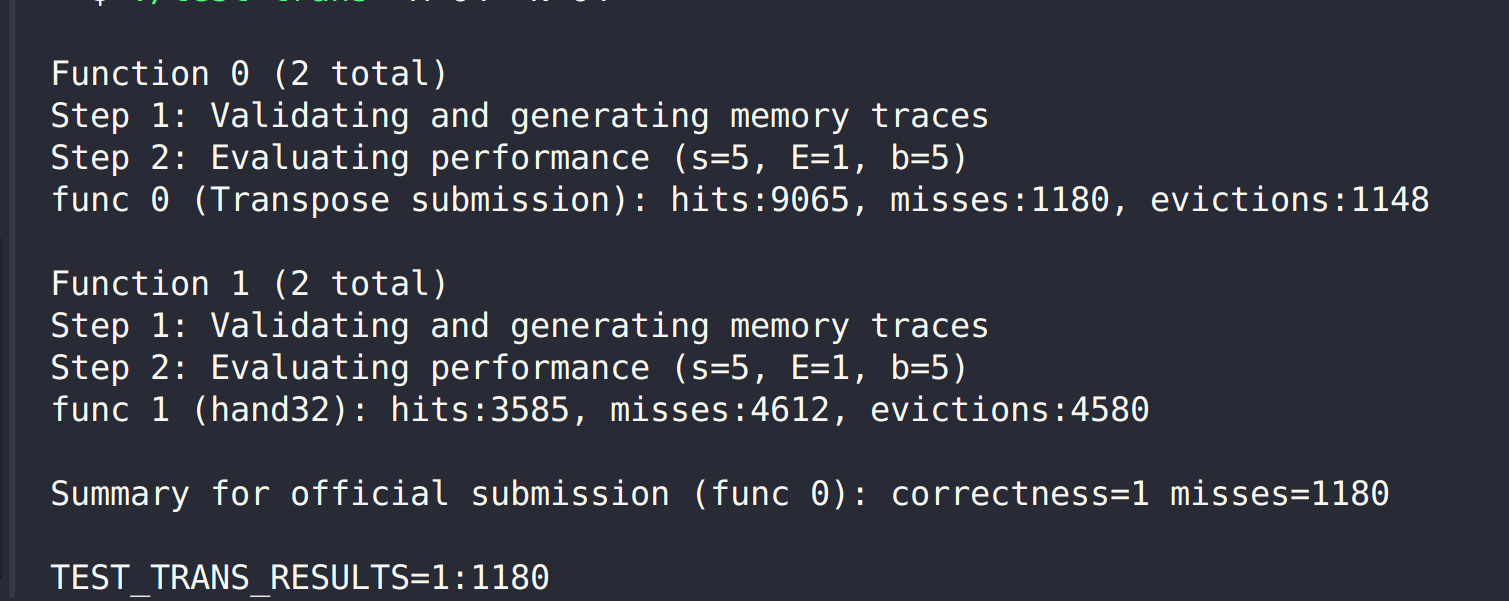 Function 0 (2 total)
Step 1: Validating and generating memory traces
Step 2: Evaluating performance (s=5, E=1, b=5)
func 0 (Transpose submission): hits:9065, misses:1180, evictions:1148
Function 1 (2 total)
Step 1: Validating and generating memory traces
Step 2: Evaluating performance (s=5, E=1, b=5)
func 1 (hand32): hits:3585, misses:4612, evictions:4580
Summary for official submission (func 0): correctness=1 misses=1180
TEST_TRANS_RESULTS=1:1180